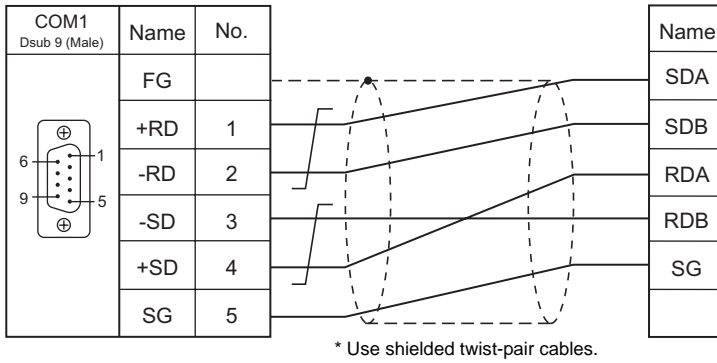 COM1
Dsub 9 (Male)
Name No.
Name
FG
SDA
+RD 1
SDB
6 1
-RD 2
RDA
9 5
-SD 3
RDB
+SD 4
SG
SG 5
* Use shielded twist-pair cables.